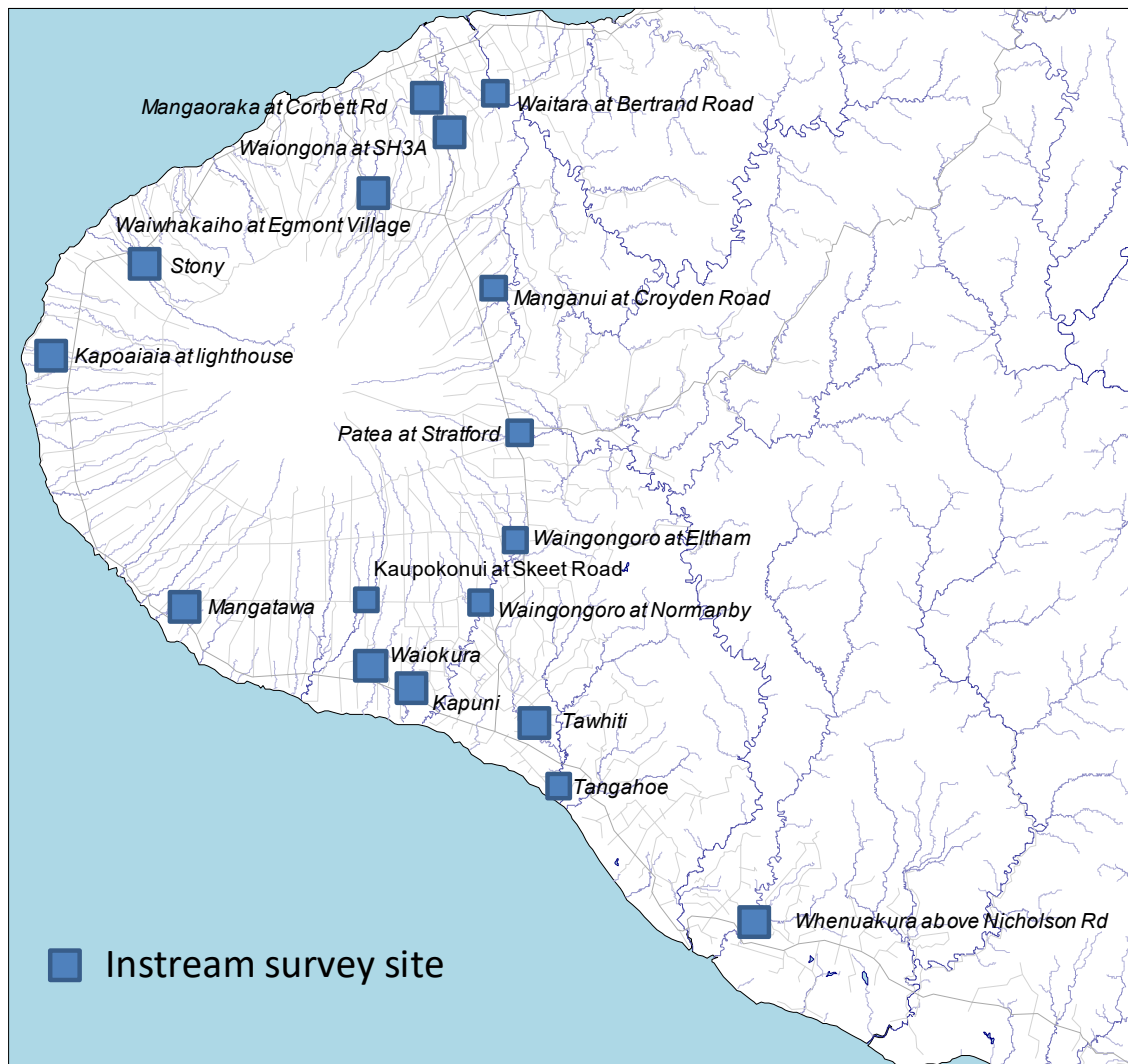 Mangaoraka at Corbett Rd
Waitara at Bertrand Road
Waiongona at SH3A
Waiwhakaiho at Egmont Village
Stony
Manganui at Croyden Road
Kapoaiaia at lighthouse
Patea at Stratford
Waingongoro at Eltham
Kaupokonui at Skeet Road
Mangatawa
Waingongoro at Normanby
Waiokura
Kapuni
Tawhiti
Tangahoe
Whenuakura above Nicholson Rd
Instream survey site